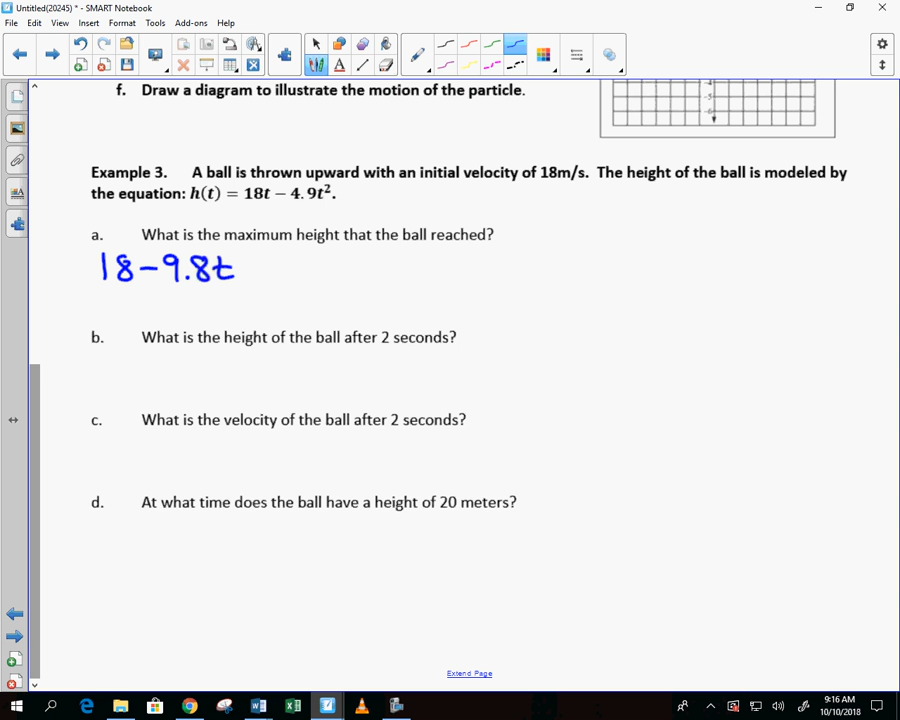 Untitled(20245) * - SMART Notebook
File Edit View Insert Format Tools Add-ons Help
f. Draw a diagram to illustrate the motion of the particle.
Example 3. A ball is thrown upward with an initial velocity of 18m/s. The height of the ball is modeled by
the equation: h(t) = 18t − 4.9t².
a. What is the maximum height that the ball reached?
18-9.8t
b. What is the height of the ball after 2 seconds?
c. What is the velocity of the ball after 2 seconds?
d. At what time does the ball have a height of 20 meters?
Extend Page
9:16 AM
10/10/2018